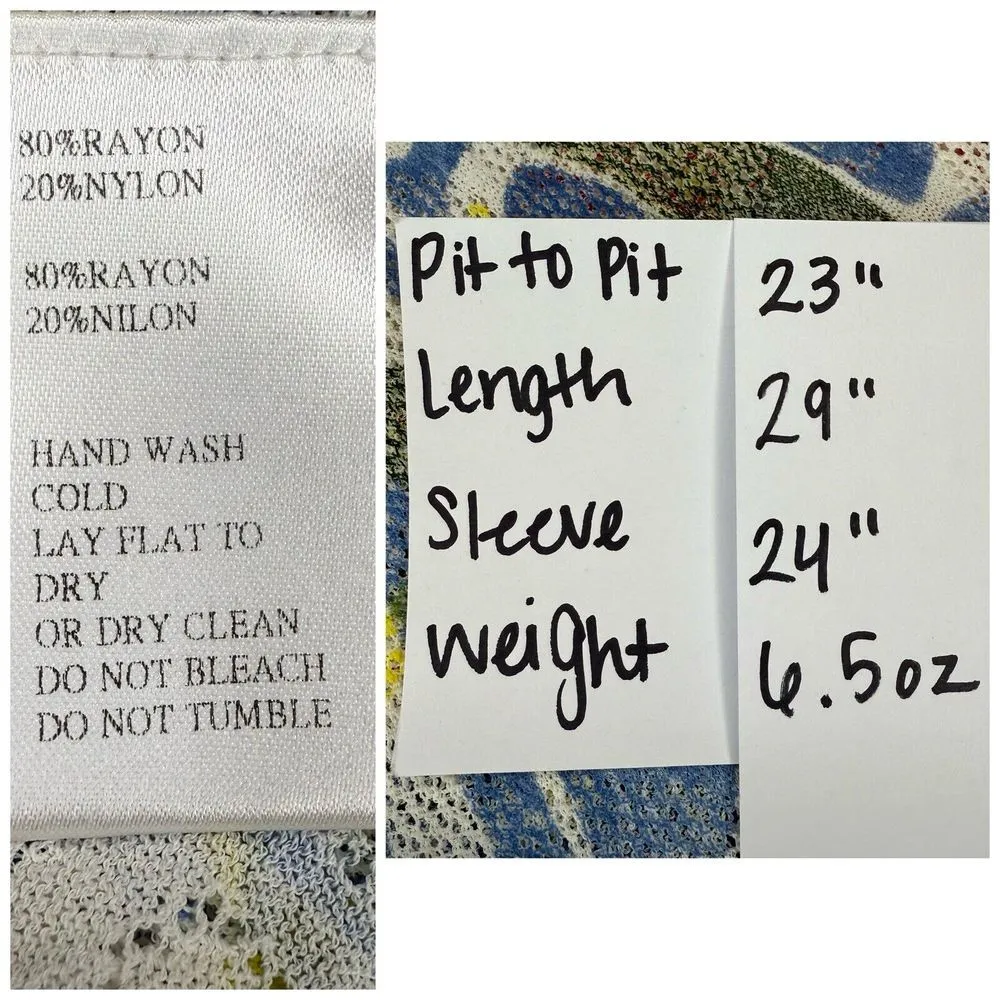 80%RAYON
20%NYLON
80%RAYON
20%NILON
HAND WASH
COLD
LAY FLAT TO
DRY
OR DRY CLEAN
DO NOT BLEACH
DO NOT TUMBLE
Pit to Pit 23"
Length 29"
Sleeve 24"
Weight 6.5oz